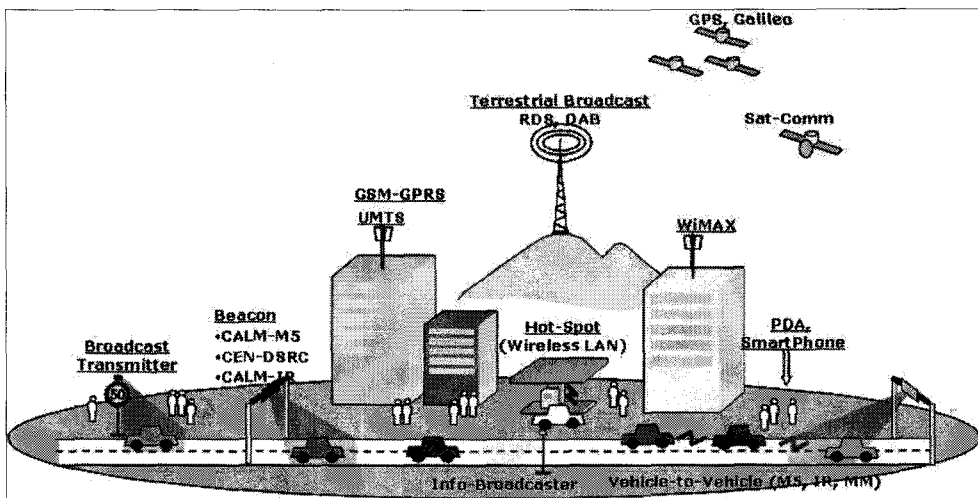 GPS, Galileo
Terrestrial Broadcast
RDS, DAB
Sat-Comm
GSM-GPRS
UMTS
WiMAX
Beacon
•CALM-M5
•CEN-DSRC
•CALM-IR
Broadcast
Transmitter
Hot-Spot
(Wireless LAN)
PDA,
SmartPhone
50
Info-Broadcaster
Vehicle-to-Vehicle (M5, IR, MM)